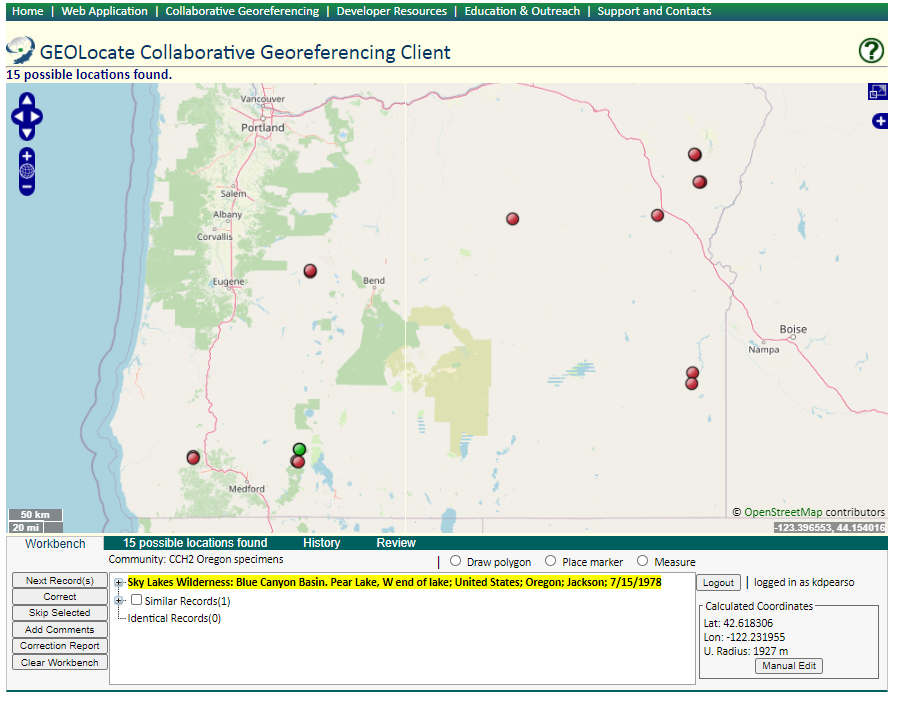 Home | Web Application | Collaborative Georeferencing | Developer Resources | Education & Outreach | Support and Contacts
GEOLocate Collaborative Georeferencing Client
?
15 possible locations found.
Vancouver
Portland
Salem
Albany
Corvallis
Eugene
Bend
Boise
Nampa
Medford
50 km
20 mi
© OpenStreetMap contributors
-123.396553, 44.154016
Workbench 15 possible locations found History Review
Community: CCH2 Oregon specimens | Draw polygon Place marker Measure
Next Record(s)
Correct
Skip Selected
Add Comments
Correction Report
Clear Workbench
Sky Lakes Wilderness: Blue Canyon Basin. Pear Lake, W end of lake; United States; Oregon; Jackson; 7/15/1978
Similar Records(1)
Identical Records(0)
Logout | logged in as kdpearso
Calculated Coordinates
Lat: 42.618306
Lon: -122.231955
U. Radius: 1927 m
Manual Edit